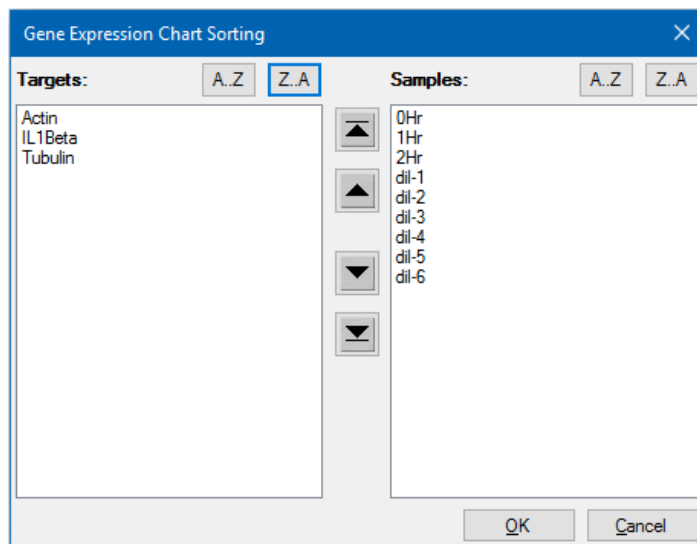 Gene Expression Chart Sorting
Targets: A..Z Z..A
Actin
IL1Beta
Tubulin
Samples: A..Z Z..A
0Hr
1Hr
2Hr
dil-1
dil-2
dil-3
dil-4
dil-5
dil-6
OK Cancel